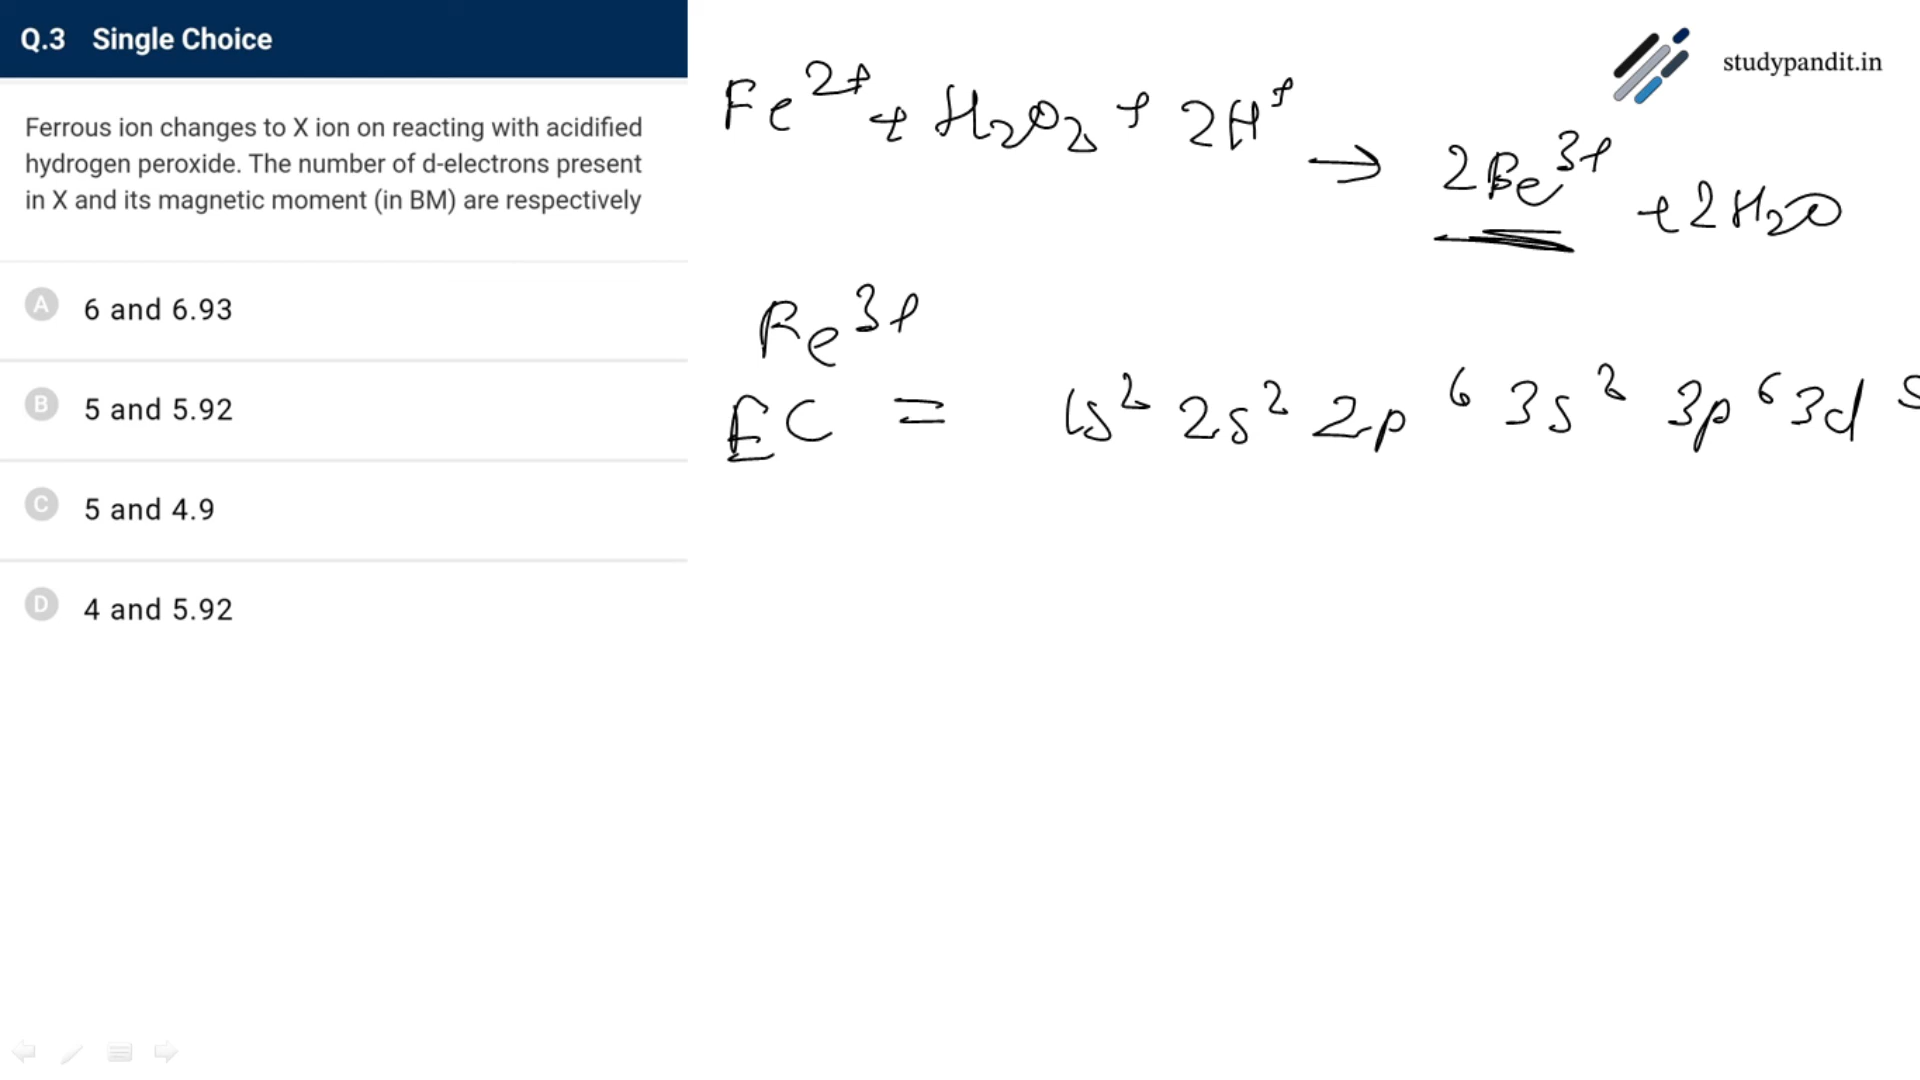 Q.3 Single Choice
studypandit.in
Ferrous ion changes to X ion on reacting with acidified
hydrogen peroxide. The number of d-electrons present
in X and its magnetic moment (in BM) are respectively
A 6 and 6.93
B 5 and 5.92
C 5 and 4.9
D 4 and 5.92
Fe²⁺ + H₂O₂ + 2H⁺ → 2Fe³⁺ + 2H₂O
Fe³⁺
EC = 1s² 2s² 2p⁶ 3s² 3p⁶ 3d⁵